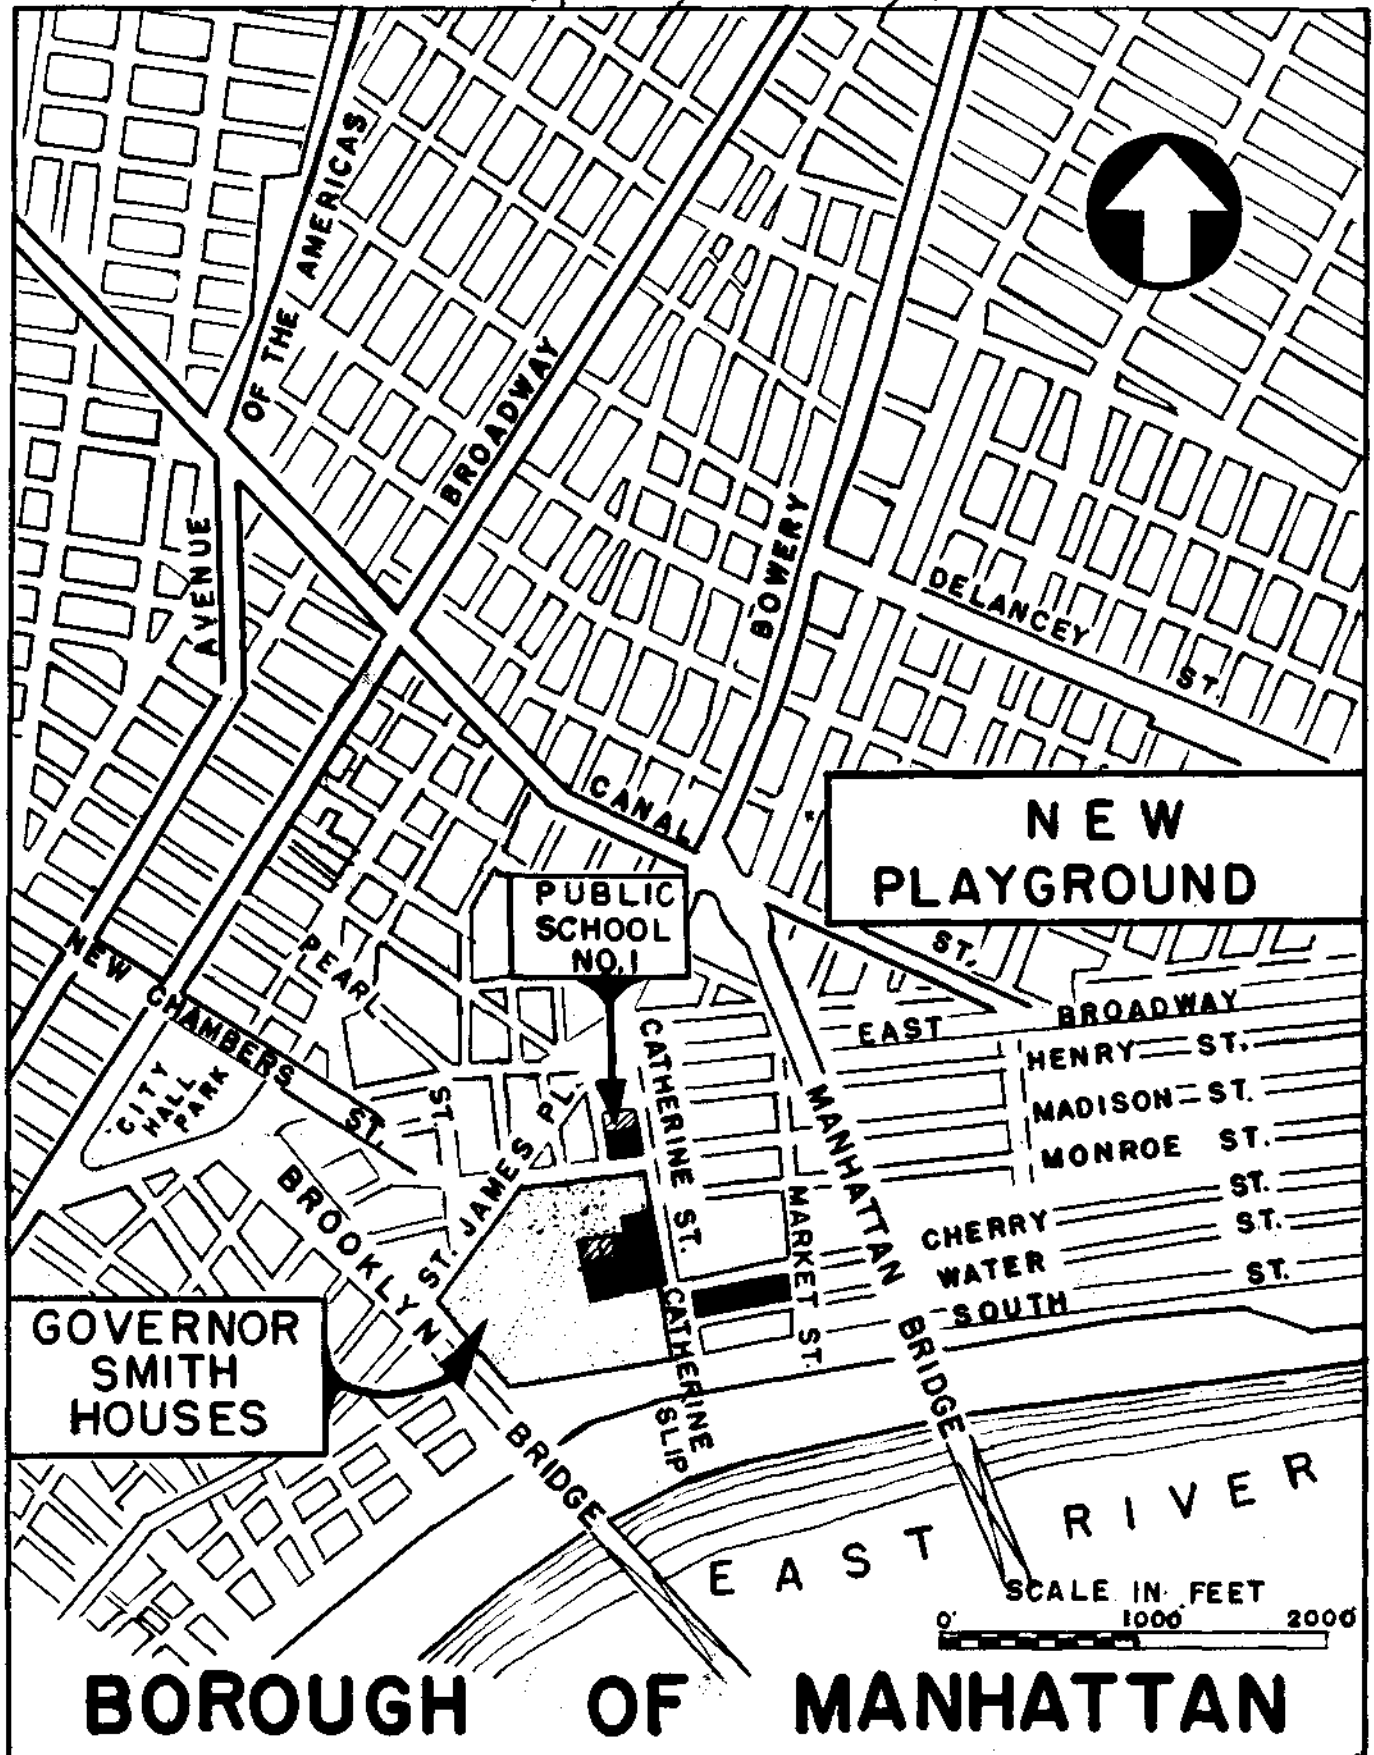 OF THE AMERICAS
BROADWAY
AVENUE
BOWERY
DELANCEY
ST.
CANAL
NEW
PLAYGROUND
PUBLIC
SCHOOL
NO.1
ST.
NEW CHAMBERS ST.
PEARL
ST.
CITY
HALL
PARK
EAST
BROADWAY
HENRY ST.
MADISON ST.
MONROE ST.
ST.
CHERRY
ST.
WATER
ST.
SOUTH
CATHERINE ST.
MARKET ST.
MANHATTAN BRIDGE
ST. JAMES PL.
BROOKLYN
BRIDGE
CATHERINE
SLIP
GOVERNOR
SMITH
HOUSES
EAST RIVER
SCALE IN FEET
0' 1000' 2000'
BOROUGH OF MANHATTAN